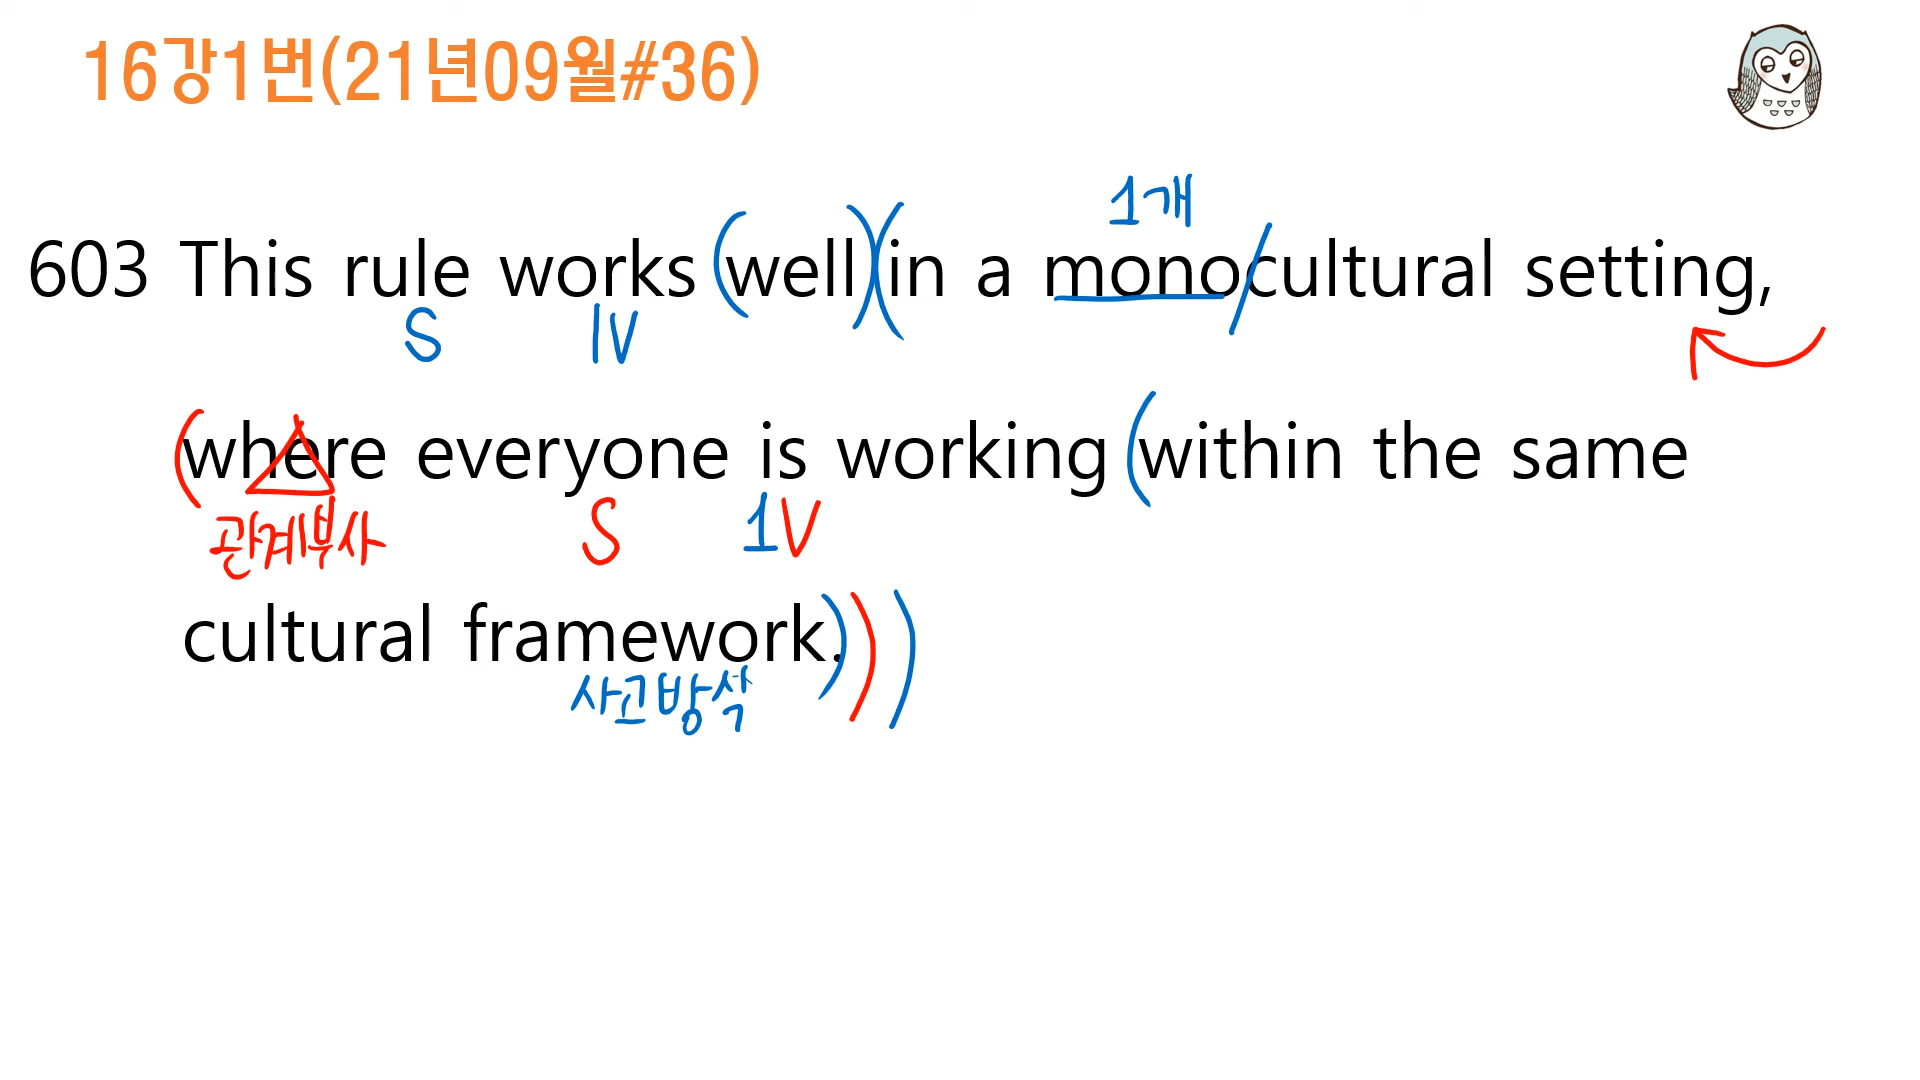 16강1번(21년09월#36)
1개
603 This rule works (well)(in a mono/cultural setting,
S 1V
(where everyone is working (within the same
관계부사 S 1V
cultural framework.)))
사고방식